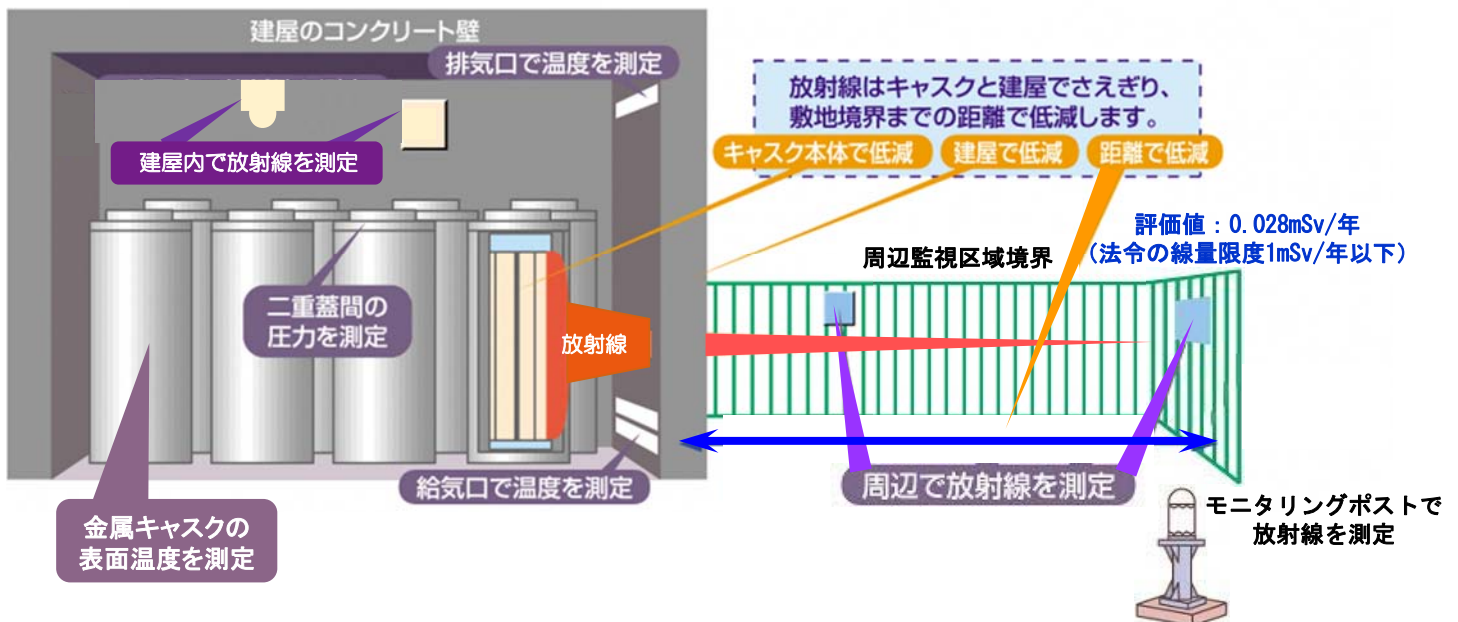 建屋のコンクリート壁
排気口で温度を測定
建屋内で放射線を測定
二重蓋間の
圧力を測定
放射線
給気口で温度を測定
金属キャスクの
表面温度を測定
放射線はキャスクと建屋でさえぎり、
敷地境界までの距離で低減します。
キャスク本体で低減
建屋で低減
距離で低減
評価値：0.028mSv/年
（法令の線量限度1mSv/年以下）
周辺監視区域境界
周辺で放射線を測定
モニタリングポストで
放射線を測定